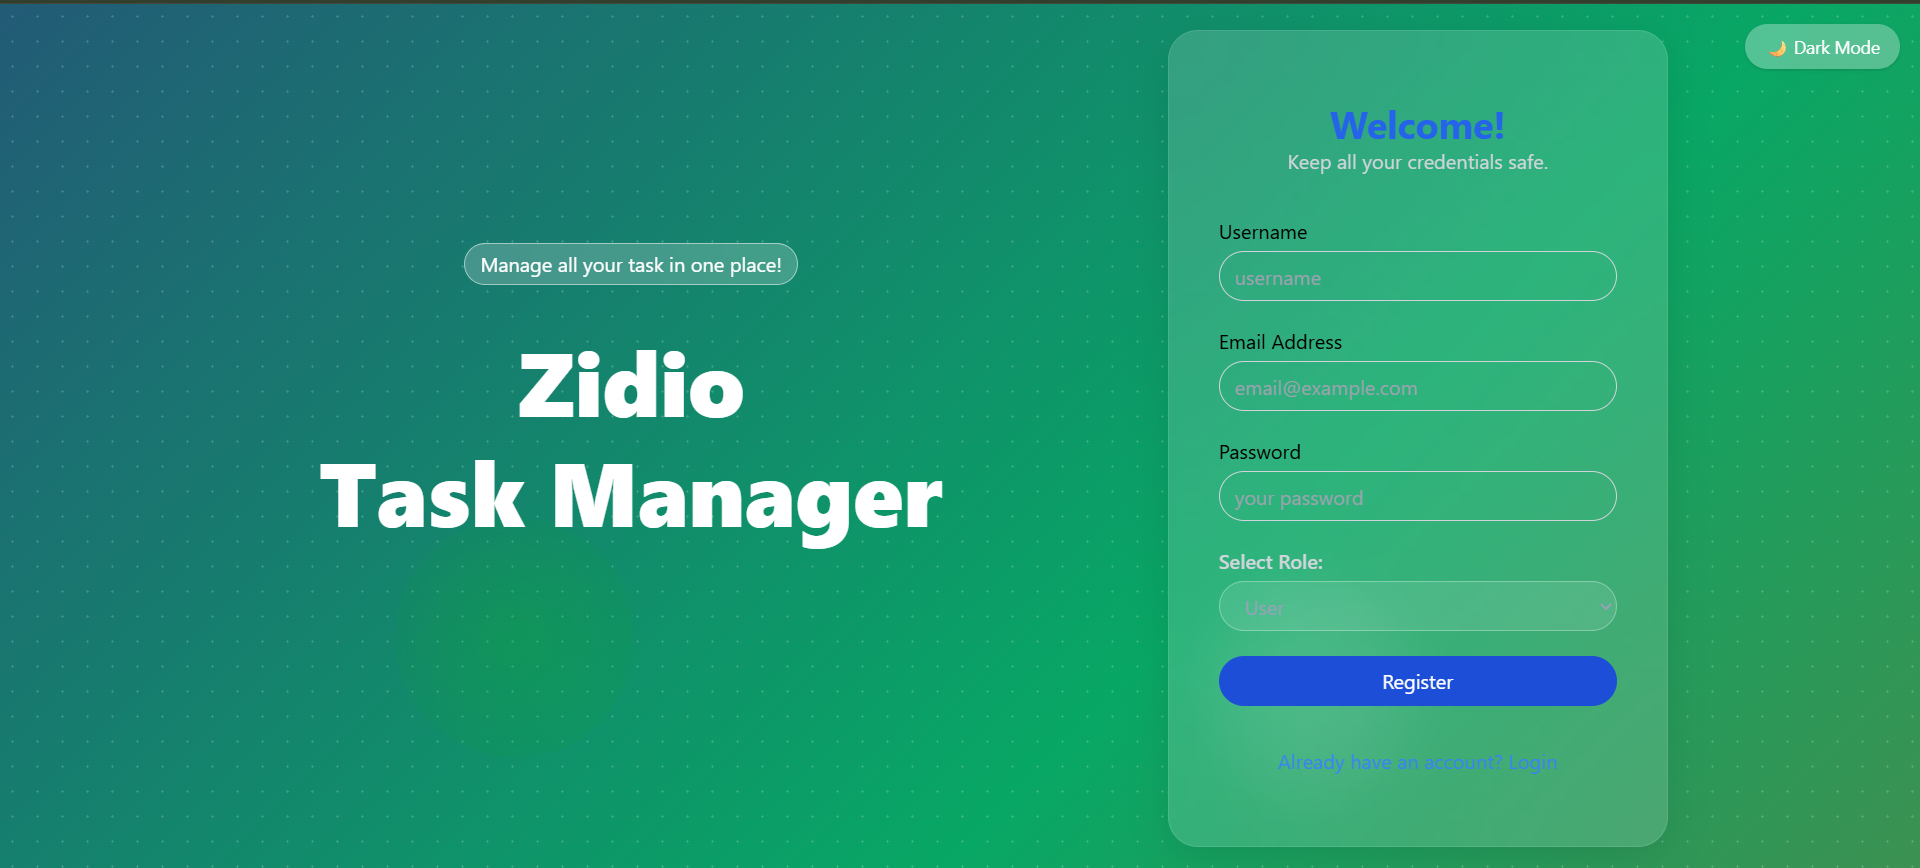 🌙 Dark Mode
Manage all your task in one place!
Zidio
Task Manager
Welcome!
Keep all your credentials safe.
Username
username
Email Address
email@example.com
Password
your password
Select Role:
User
Register
Already have an account? Login